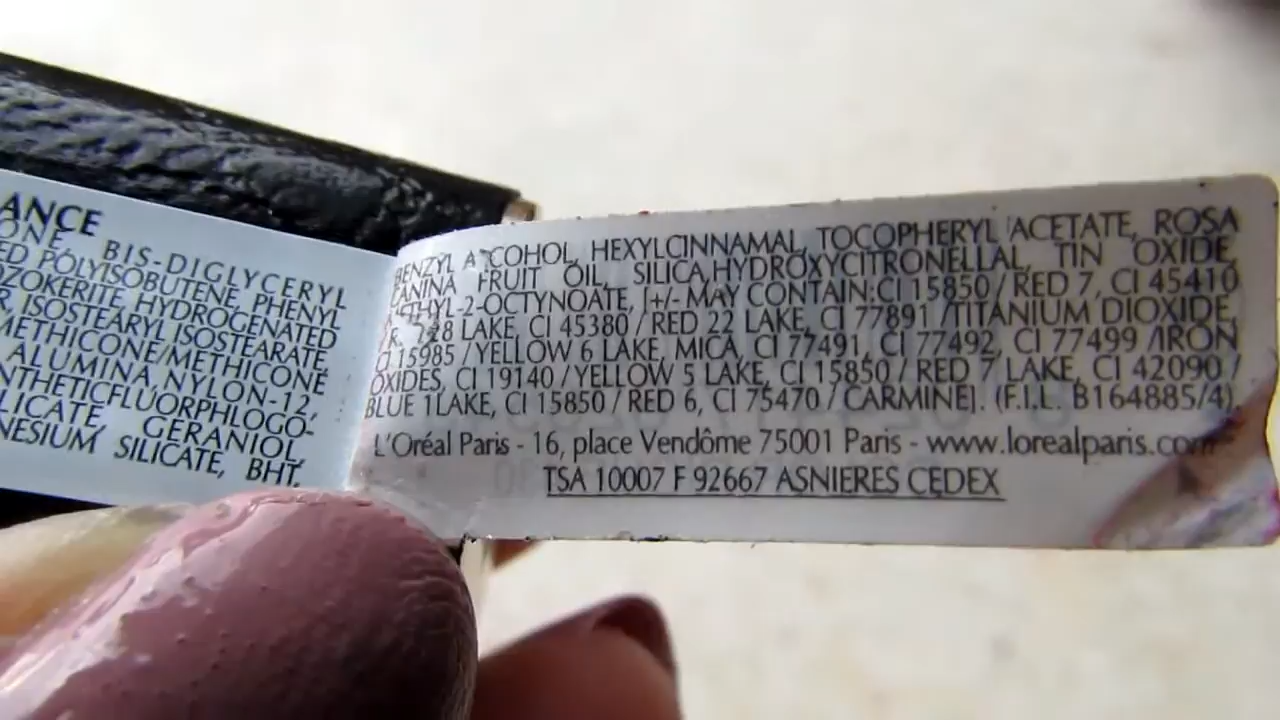 ANCE
ONE, BIS-DIGLYCERYL
ED POLYISOBUTENE, PHENYL
OZOKERITE, HYDROGENATED
R ISOSTEARYL ISOSTEARATE,
METHICONE/METHICONE
ALUMINA, NYLON-12,
NTHETICFLUORPHLOGO-
LICATE, GERANIOL,
NESIUM SILICATE, BHT,
BENZYL A COHOL, HEXYLCINNAMAL, TOCOPHERYL ACETATE, ROSA
CANINA FRUIT OIL, SILICA, HYDROXYCITRONELLAL, TIN OXIDE,
METHYL-2-OCTYNOATE, [+/- MAY CONTAIN: CI 15850 / RED 7, CI 45410
/ R. 28 LAKE, CI 45380 / RED 22 LAKE, CI 77891 / TITANIUM DIOXIDE,
CI 15985 / YELLOW 6 LAKE, MICA, CI 77491, CI 77492, CI 77499 / IRON
OXIDES, CI 19140 / YELLOW 5 LAKE, CI 15850 / RED 7 LAKE, CI 42090 /
BLUE 1LAKE, CI 15850 / RED 6, CI 75470 / CARMINE]. (F.I.L. B164885/4).
L'Oréal Paris - 16, place Vendôme 75001 Paris - www.lorealparis.com
TSA 10007 F 92667 ASNIERES CEDEX